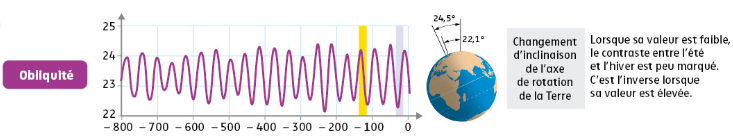 Obliquité
25
24
23
22
-800 -700 -600 -500 -400 -300 -200 -100 0
24,5°
22,1°
Changement
d'inclinaison
de l'axe
de rotation
de la Terre
Lorsque sa valeur est faible,
le contraste entre l'été
et l'hiver est peu marqué.
C'est l'inverse lorsque
sa valeur est élevée.